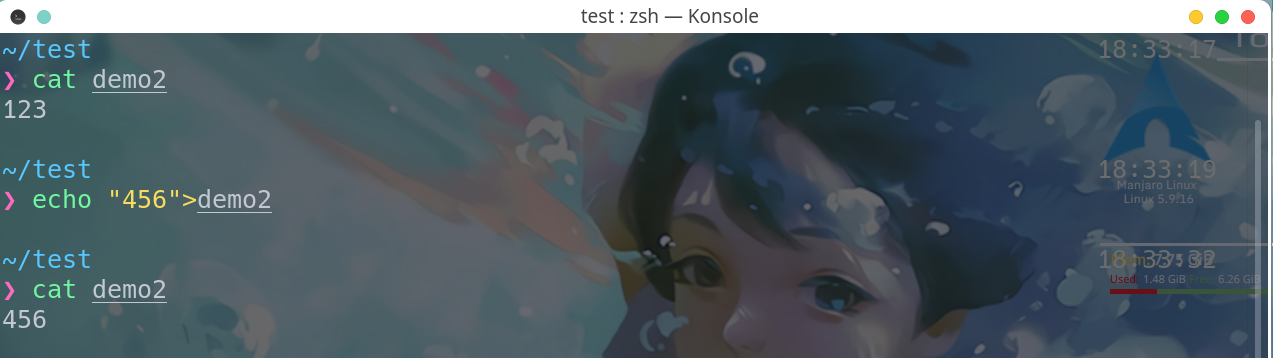 test : zsh — Konsole
~/test 18:33:17
❯ cat demo2
123
~/test 18:33:19
Manjaro Linux
❯ echo "456">demo2
Linux 5.9.16
~/test 18:33:32
Used 1.48 GiB 6.26 GiB
❯ cat demo2
456